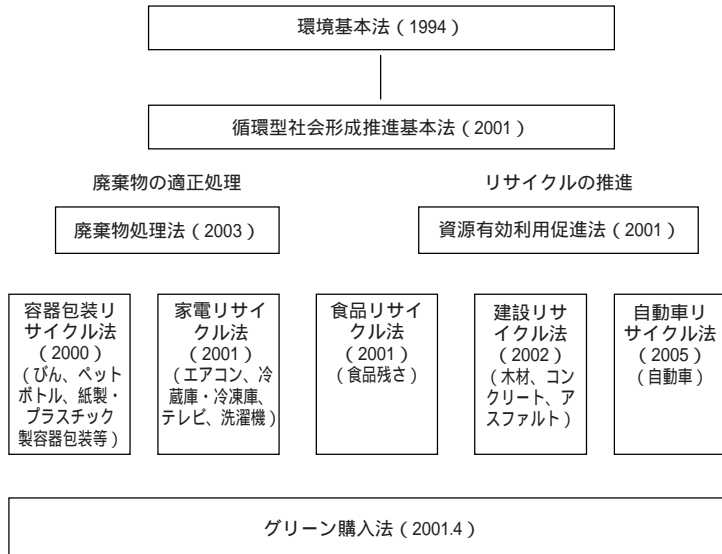 環境基本法（1994）
循環型社会形成推進基本法（2001）
廃棄物の適正処理
リサイクルの推進
廃棄物処理法（2003）
資源有効利用促進法（2001）
容器包装リ
サイクル法
（2000）
（びん、ペット
ボトル、紙製・
プラスチック
製容器包装等）
家電リサイ
クル法
（2001）
（エアコン、冷
蔵庫・冷凍庫、
テレビ、洗濯機）
食品リサイ
クル法
（2001）
（食品残さ）
建設リサ
イクル法
（2002）
（木材、コン
クリート、ア
スファルト）
自動車リ
サイクル法
（2005）
（自動車）
グリーン購入法（2001.4）